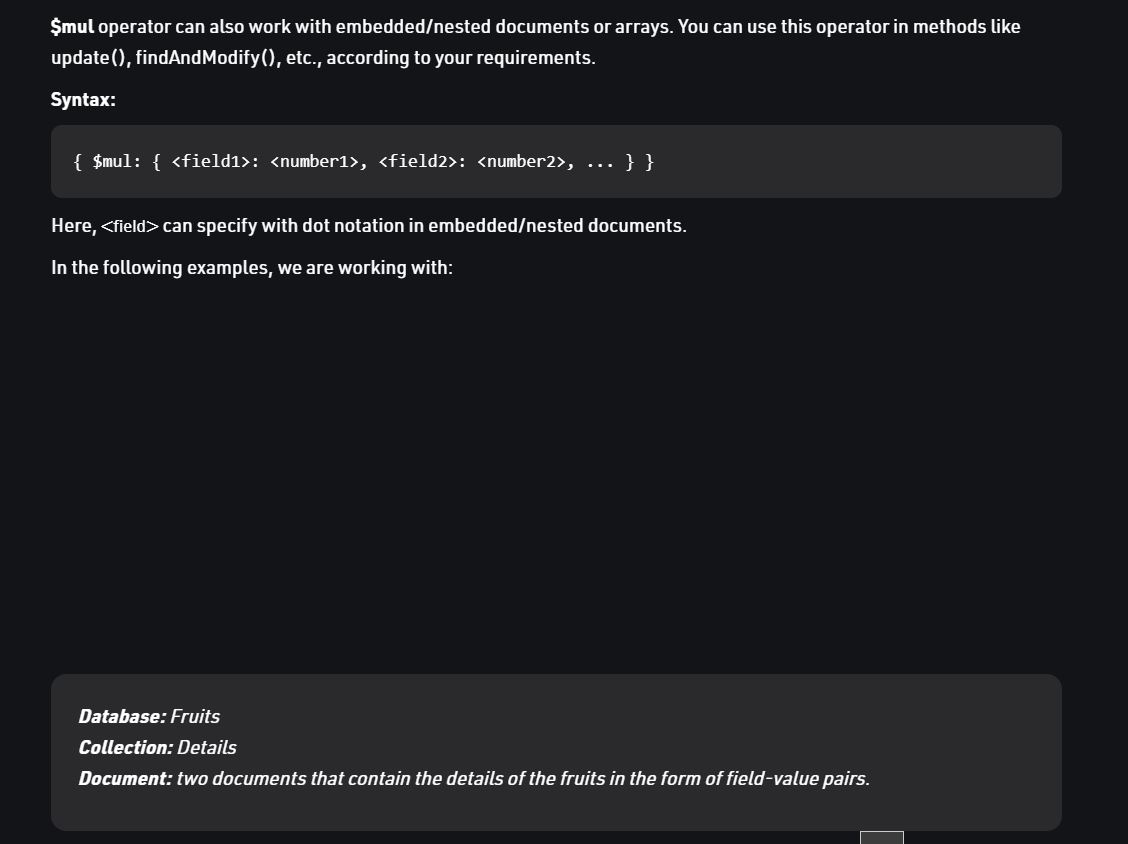 $mul operator can also work with embedded/nested documents or arrays. You can use this operator in methods like
update(), findAndModify(), etc., according to your requirements.
Syntax:
{ $mul: { <field1>: <number1>, <field2>: <number2>, ... } }
Here, <field> can specify with dot notation in embedded/nested documents.
In the following examples, we are working with:
Database: Fruits
Collection: Details
Document: two documents that contain the details of the fruits in the form of field-value pairs.